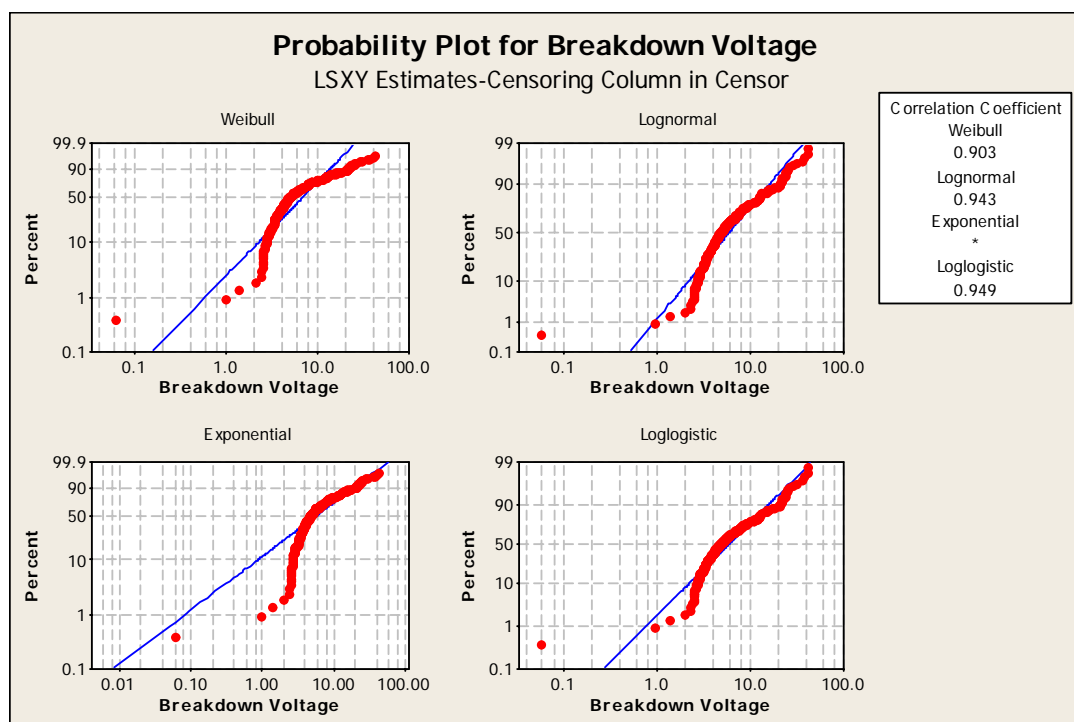 Probability Plot for Breakdown Voltage
LSXY Estimates-Censoring Column in Censor
Weibull
Percent
99.9
90
50
10
1
0.1
0.1 1.0 10.0 100.0
Breakdown Voltage
Lognormal
Percent
99
90
50
10
1
0.1
0.1 1.0 10.0 100.0
Breakdown Voltage
Correlation Coefficient
Weibull
0.903
Lognormal
0.943
Exponential
*
Loglogistic
0.949
Exponential
Percent
99.9
90
50
10
1
0.1
0.01 0.10 1.00 10.00 100.00
Breakdown Voltage
Loglogistic
Percent
99
90
50
10
1
0.1
0.1 1.0 10.0 100.0
Breakdown Voltage